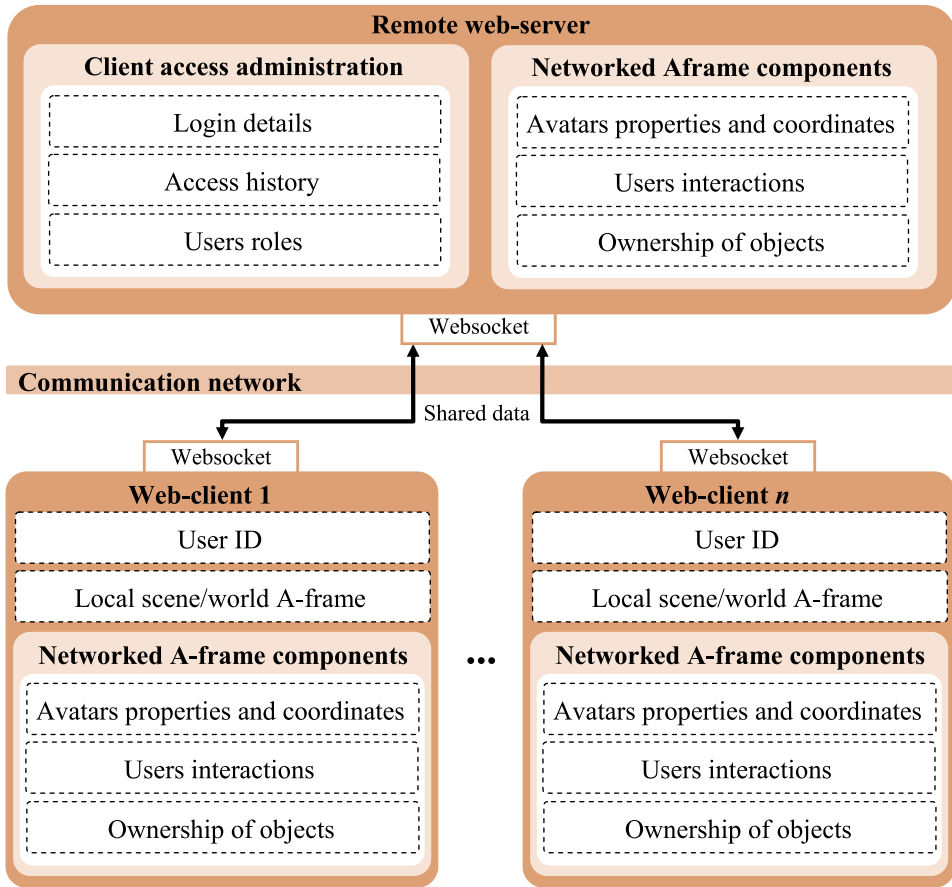 Remote web-server
Client access administration
Login details
Access history
Users roles
Networked Aframe components
Avatars properties and coordinates
Users interactions
Ownership of objects
Websocket
Communication network
Shared data
Websocket
Web-client 1
User ID
Local scene/world A-frame
Networked A-frame components
Avatars properties and coordinates
Users interactions
Ownership of objects
...
Websocket
Web-client n
User ID
Local scene/world A-frame
Networked A-frame components
Avatars properties and coordinates
Users interactions
Ownership of objects